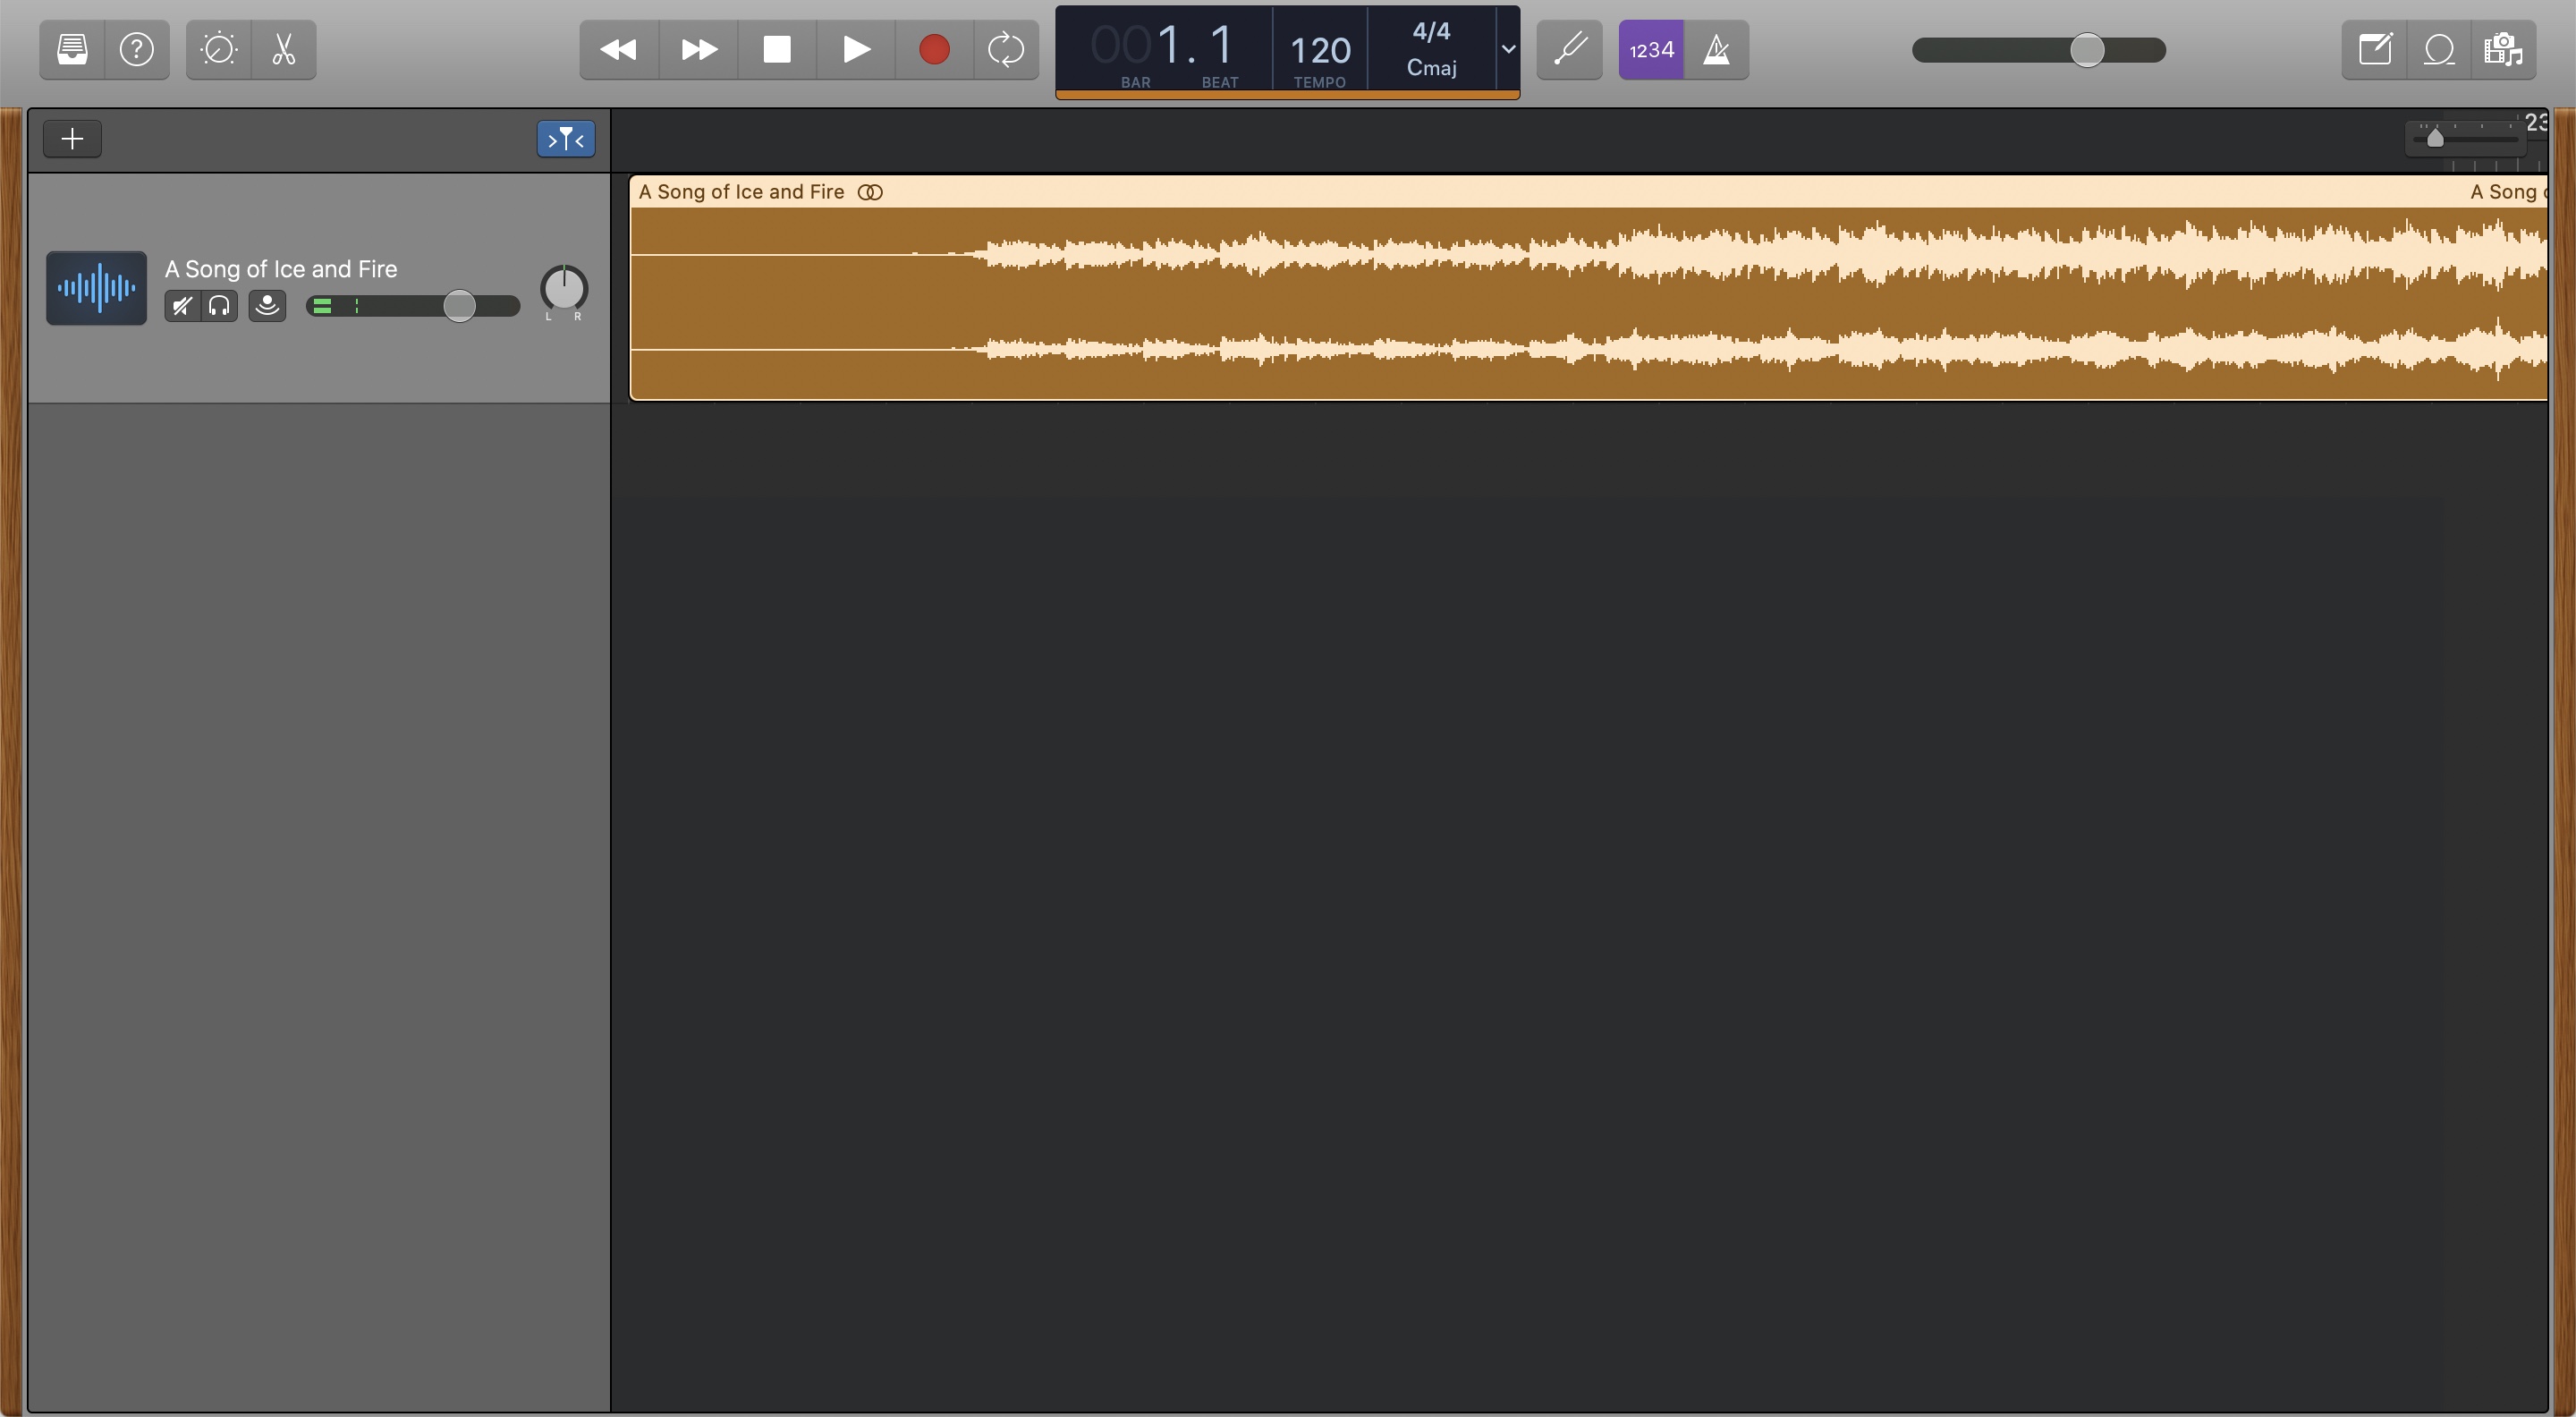 ?
001. 1
BAR BEAT
120
TEMPO
4/4
Cmaj
1234
23
A Song of Ice and Fire
A Song
A Song of Ice and Fire
L R